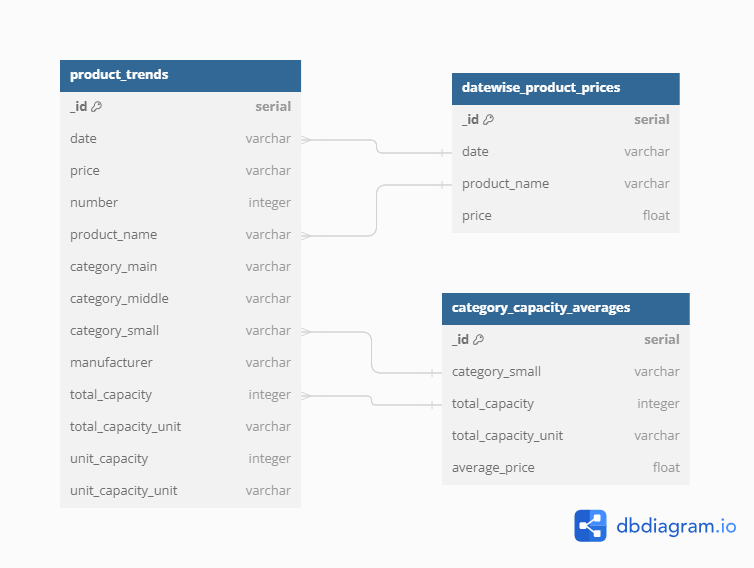 product_trends
_id serial
date varchar
price varchar
number integer
product_name varchar
category_main varchar
category_middle varchar
category_small varchar
manufacturer varchar
total_capacity integer
total_capacity_unit varchar
unit_capacity integer
unit_capacity_unit varchar
datewise_product_prices
_id serial
date varchar
product_name varchar
price float
category_capacity_averages
_id serial
category_small varchar
total_capacity integer
total_capacity_unit varchar
average_price float
dbdiagram.io